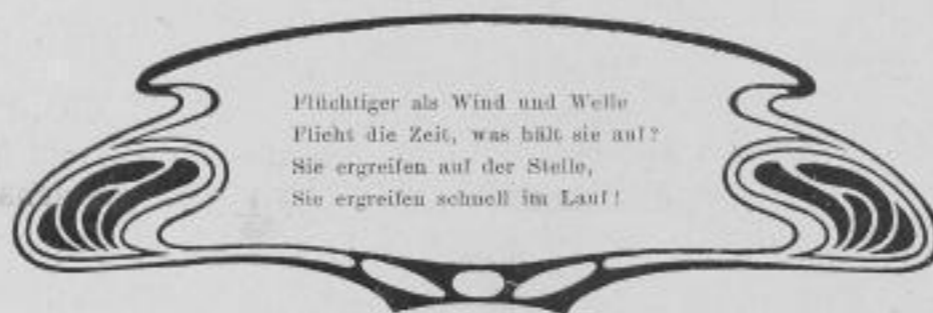 Flüchtiger als Wind und Welle
Flieht die Zeit, was hält sie auf?
Sie ergreifen auf der Stelle,
Sie ergreifen schnell im Lauf!